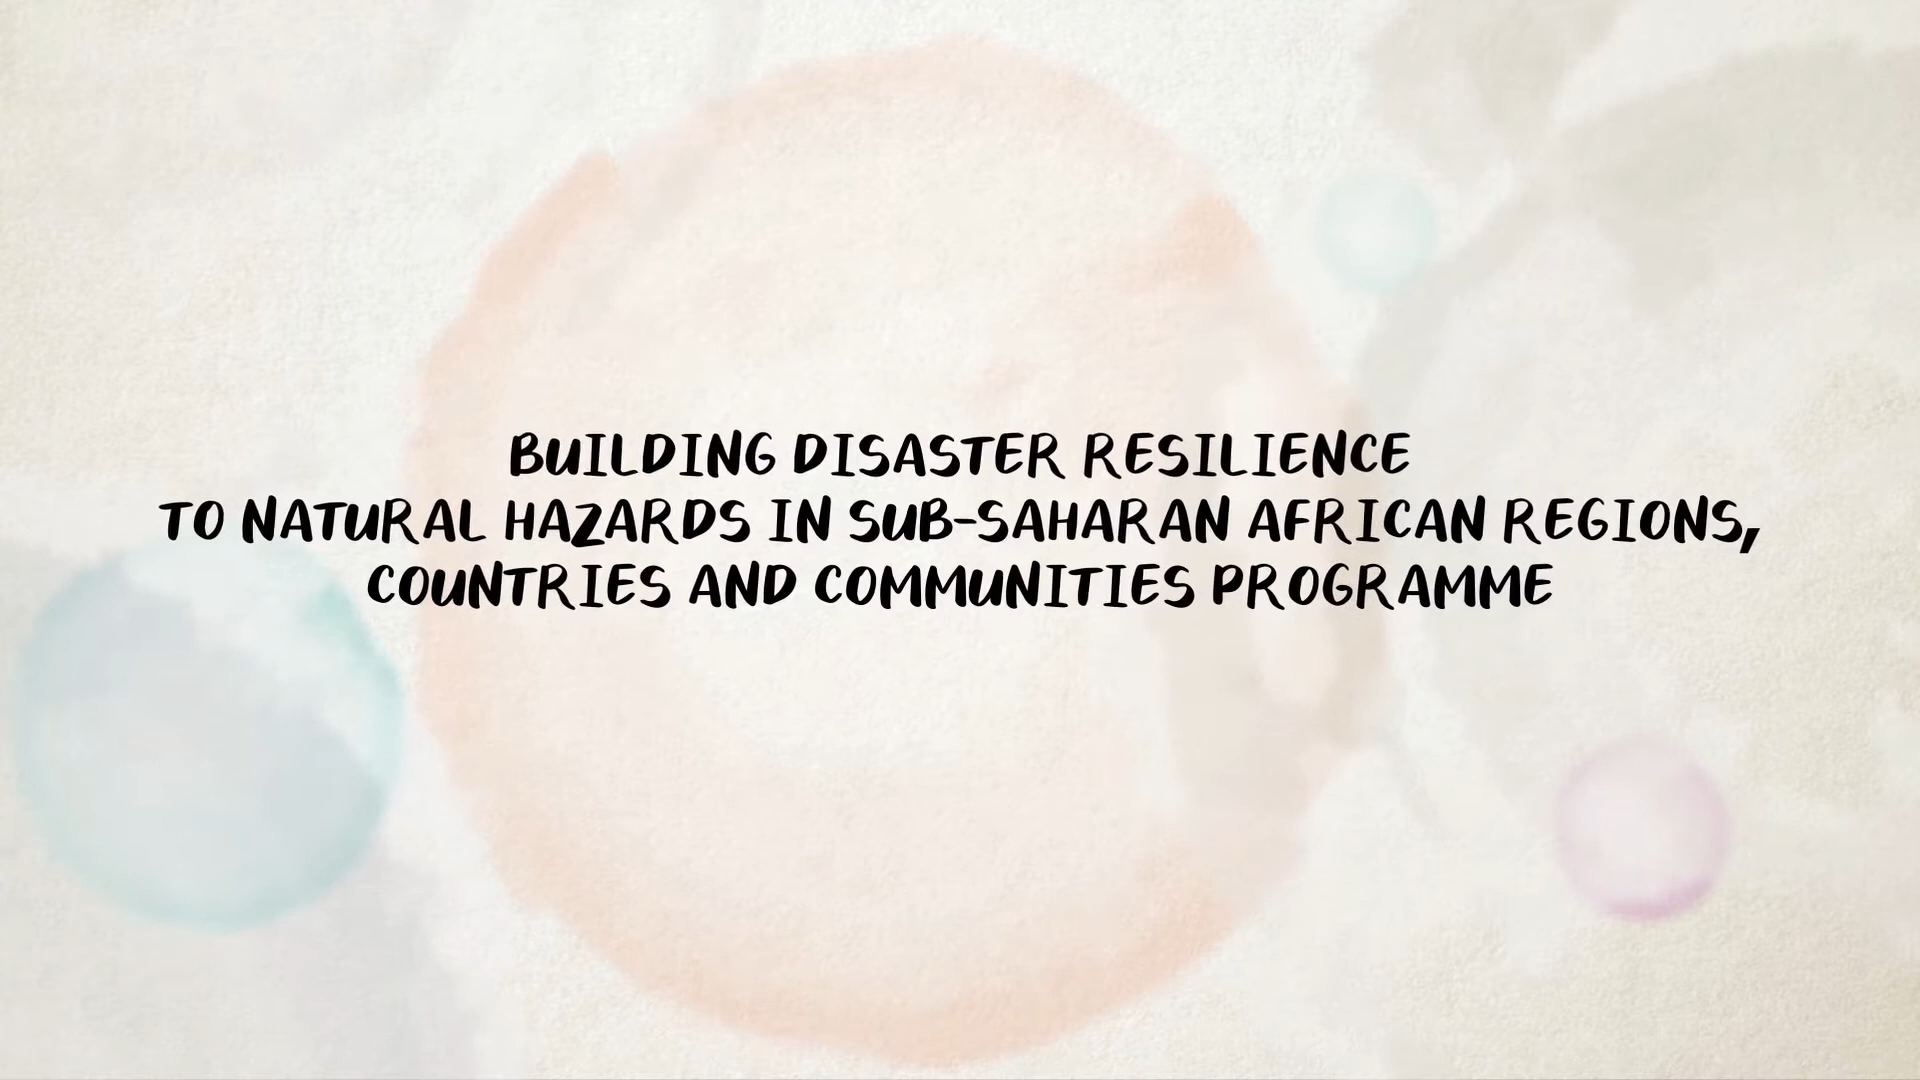 BUILDING DISASTER RESILIENCE
TO NATURAL HAZARDS IN SUB-SAHARAN AFRICAN REGIONS,
COUNTRIES AND COMMUNITIES PROGRAMME